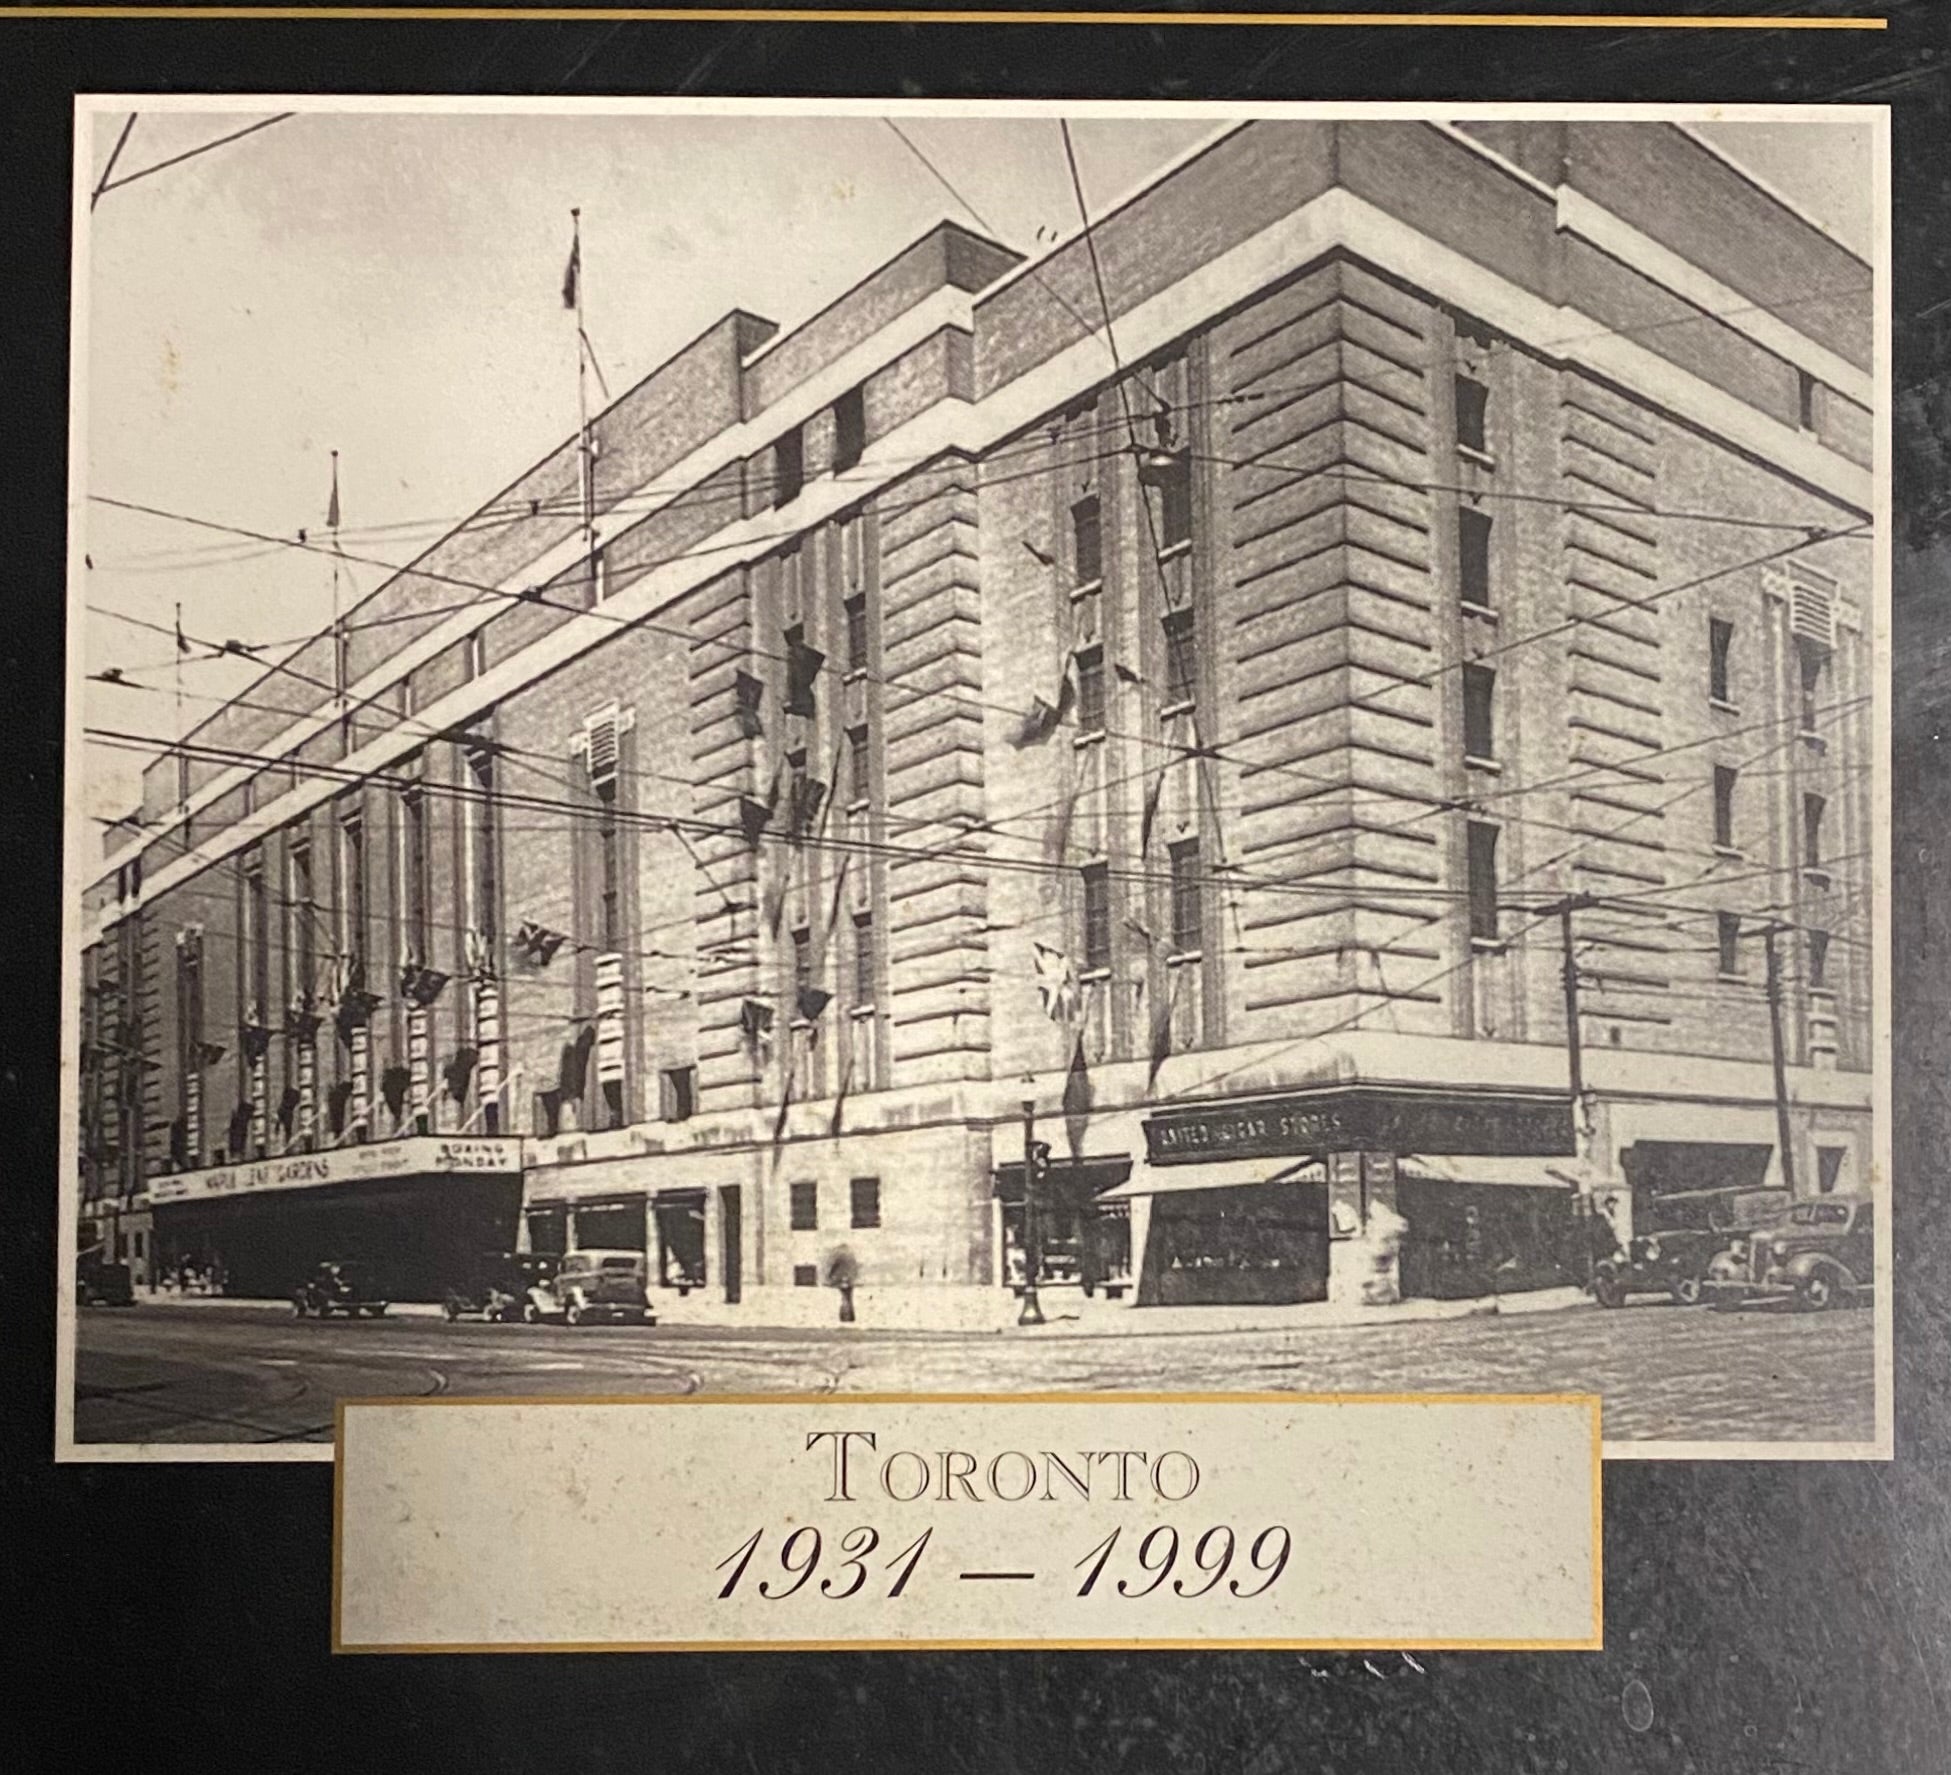 MAPLE LEAF GARDENS
BOXING
MONDAY
UNITED CIGAR STORES
TORONTO
1931 – 1999